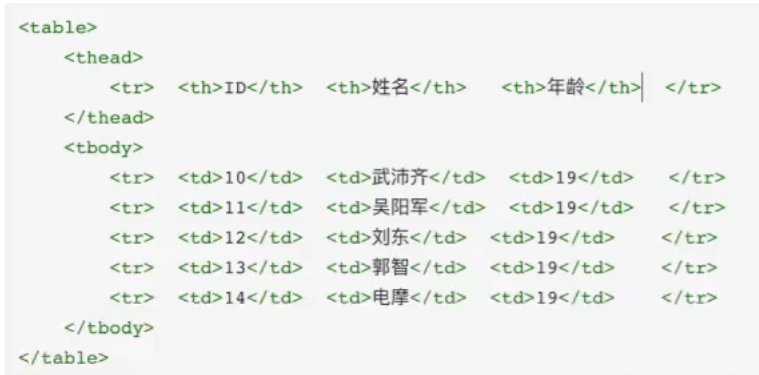 <table>
<thead>
<tr> <th>ID</th> <th>姓名</th> <th>年龄</th> </tr>
</thead>
<tbody>
<tr> <td>10</td> <td>武沛齐</td> <td>19</td> </tr>
<tr> <td>11</td> <td>吴阳军</td> <td>19</td> </tr>
<tr> <td>12</td> <td>刘东</td> <td>19</td> </tr>
<tr> <td>13</td> <td>郭智</td> <td>19</td> </tr>
<tr> <td>14</td> <td>电摩</td> <td>19</td> </tr>
</tbody>
</table>